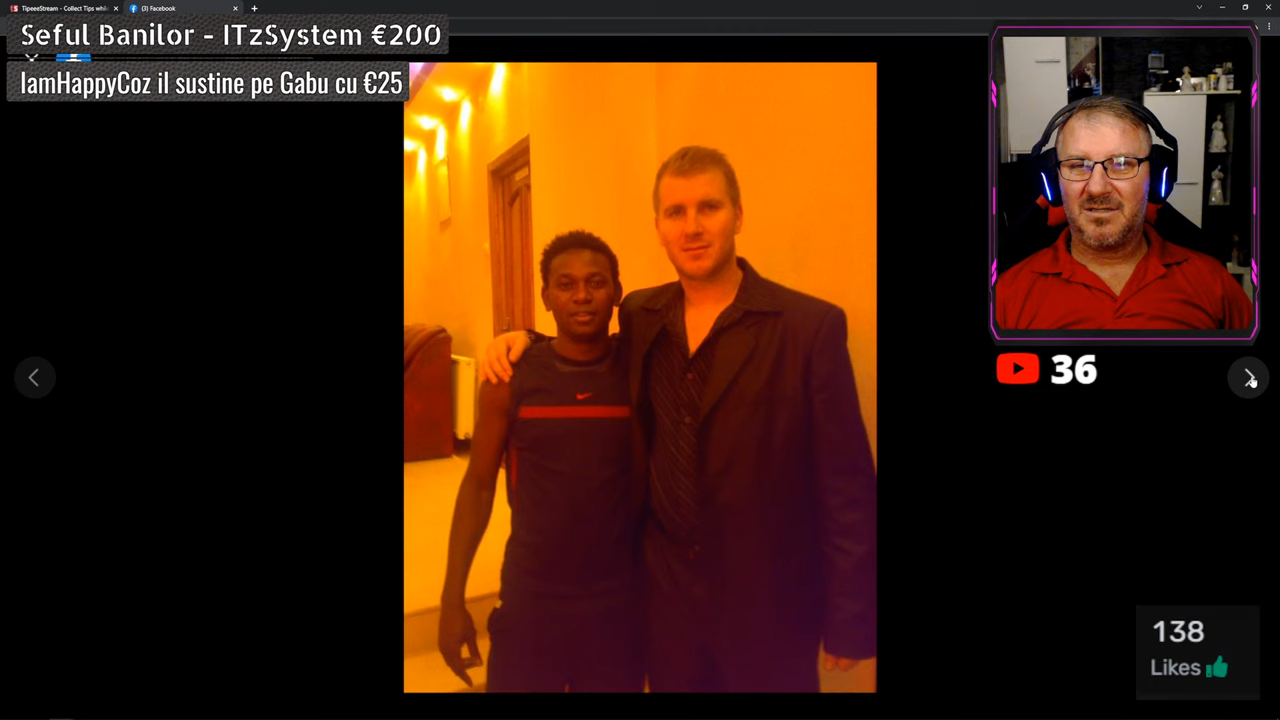 TipeeeStream - Collect Tips whil
(3) Facebook
Seful Banilor - ITzSystem €200
IamHappyCoz il sustine pe Gabu cu €25
36
138
Likes